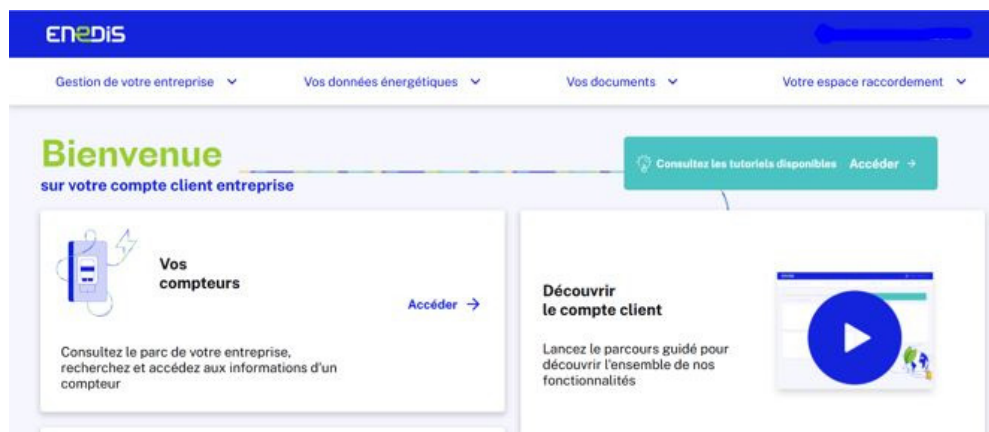 ENEDIS
Gestion de votre entreprise
Vos données énergétiques
Vos documents
Votre espace raccordement
Bienvenue
sur votre compte client entreprise
Consultez les tutoriels disponibles Accéder →
Vos
compteurs
Accéder →
Consultez le parc de votre entreprise,
recherchez et accédez aux informations d'un
compteur
Découvrir
le compte client
Lancez le parcours guidé pour
découvrir l'ensemble de nos
fonctionnalités